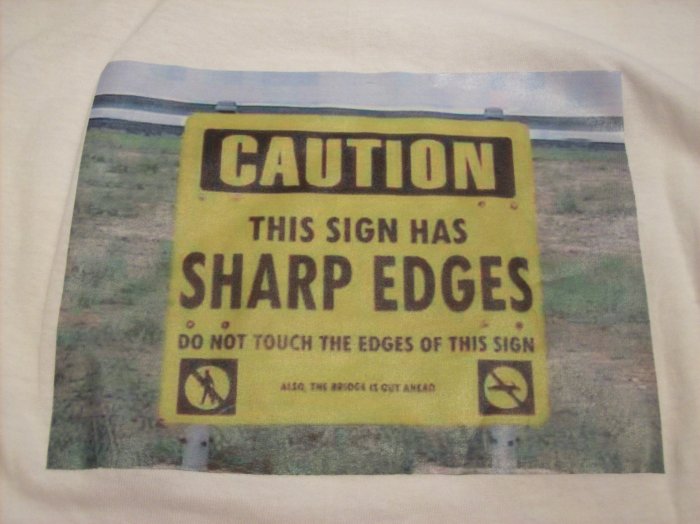 CAUTION
THIS SIGN HAS
SHARP EDGES
DO NOT TOUCH THE EDGES OF THIS SIGN
ALSO, THE BRIDGE IS OUT AHEAD